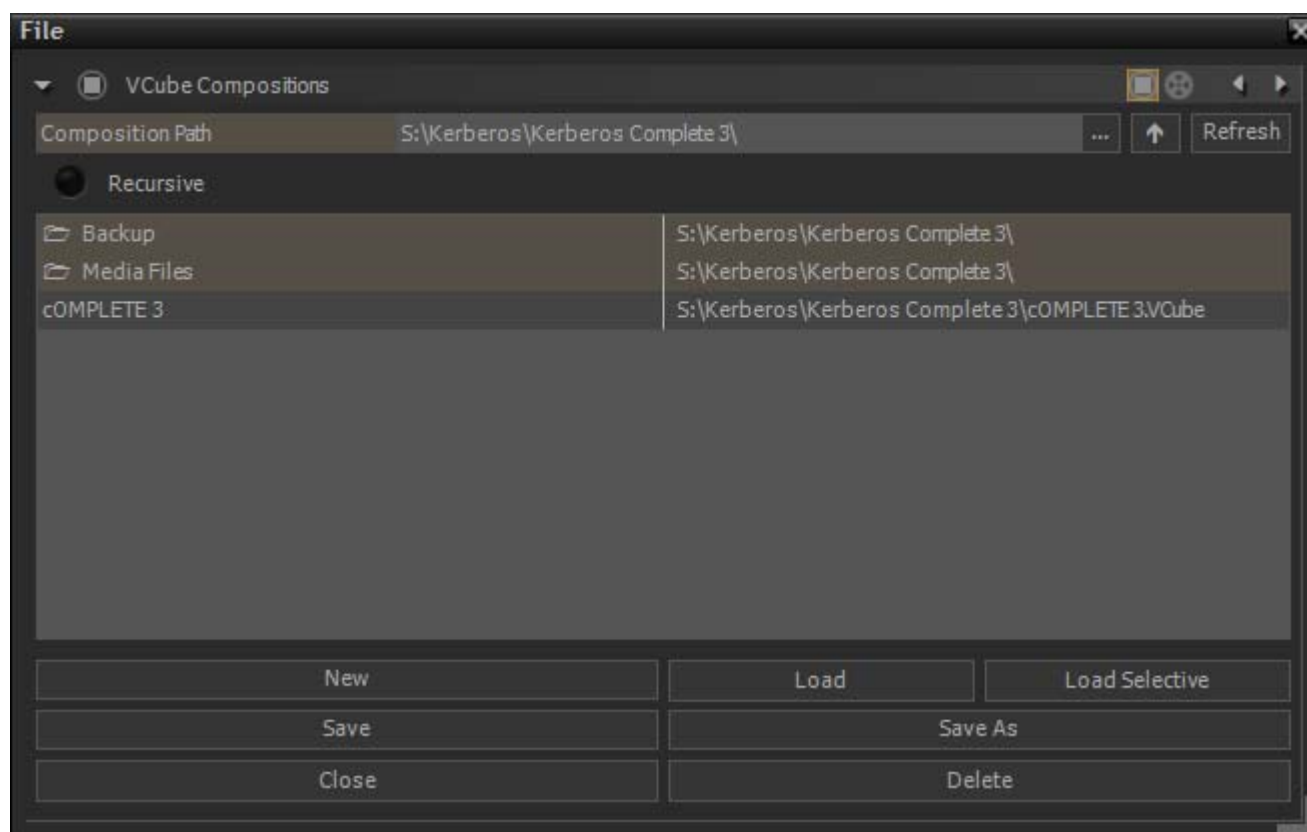 File
VCube Compositions
Composition Path S:\Kerberos\Kerberos Complete 3\ ... Refresh
Recursive
Backup S:\Kerberos\Kerberos Complete 3\
Media Files S:\Kerberos\Kerberos Complete 3\
cOMPLETE 3 S:\Kerberos\Kerberos Complete 3\cOMPLETE 3.VCube
New Load Load Selective
Save Save As
Close Delete